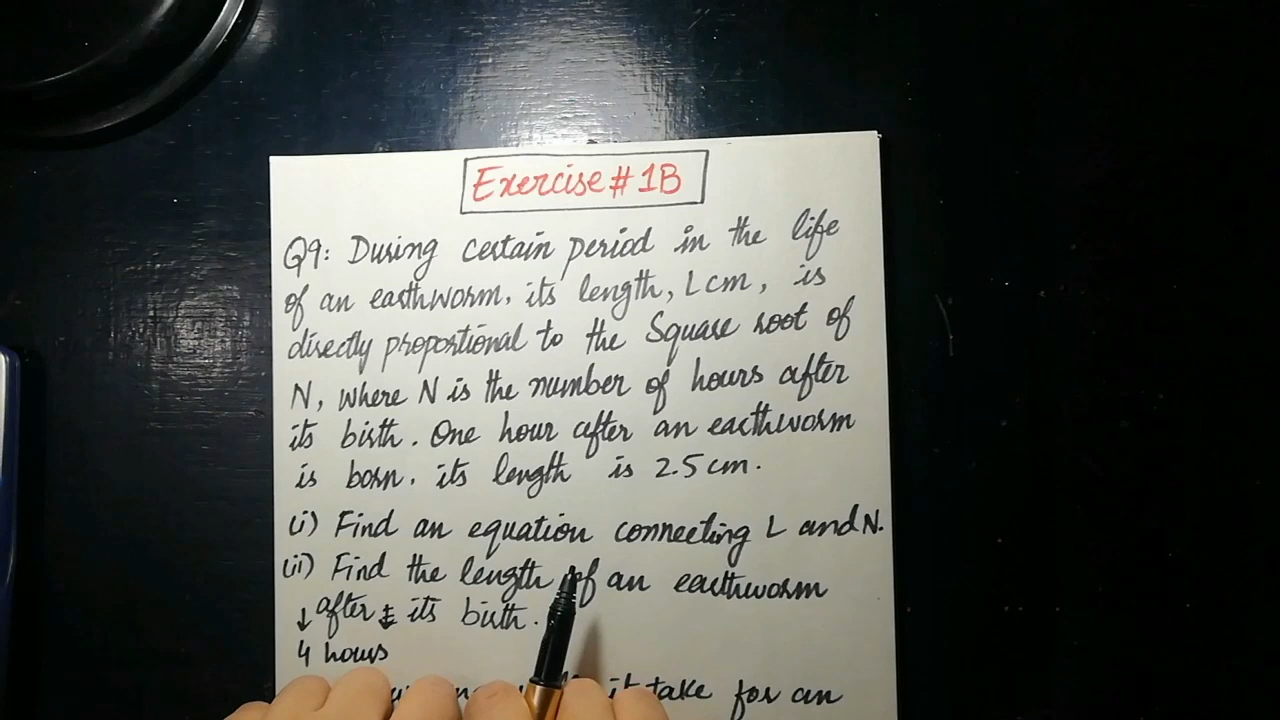 Exercise # 1B
Q9: During certain period in the life
of an earthworm, its length, L cm, is
directly proportional to the Square root of
N, where N is the number of hours after
its birth. One hour after an earthworm
is born, its length is 2.5 cm.
(i) Find an equation connecting L and N.
(ii) Find the length of an earthworm
after its birth.
4 hours
it take for an